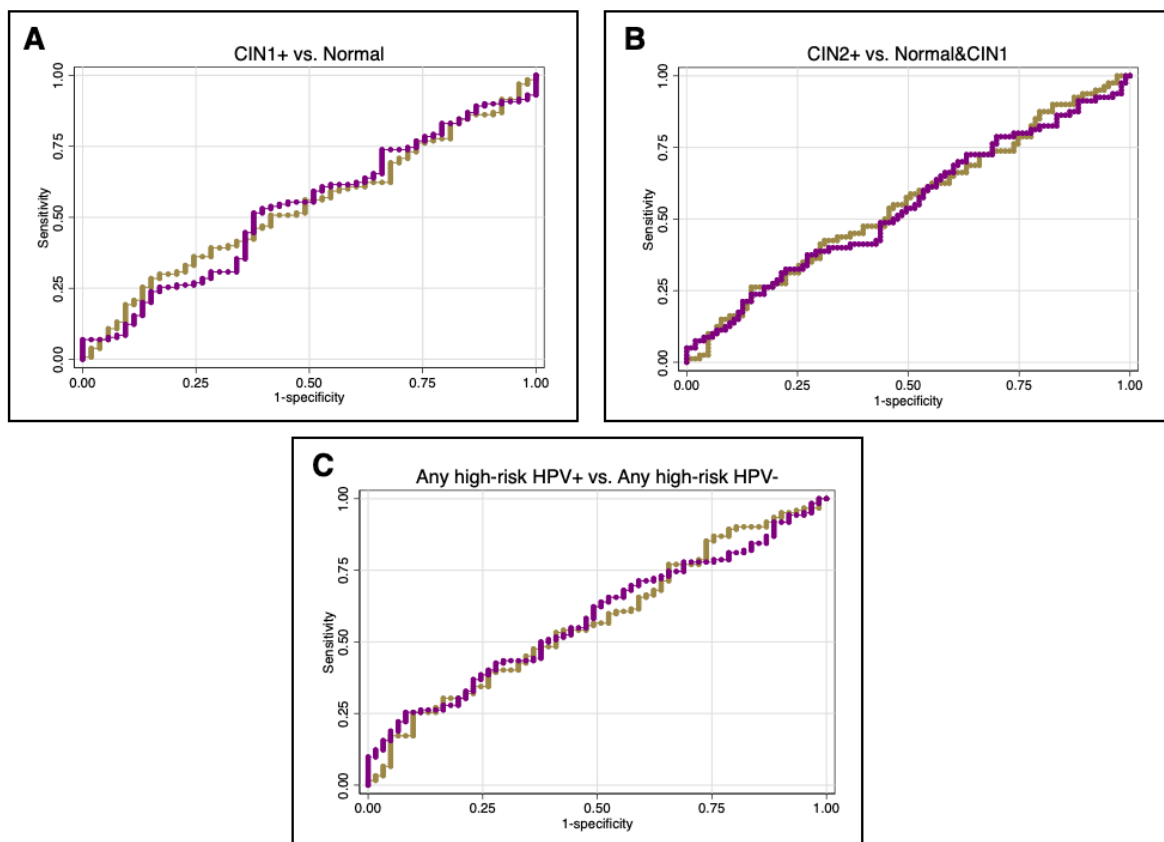 A
CIN1+ vs. Normal
1.00
0.75
0.50
0.25
0.00
Sensitivity
0.00 0.25 0.50 0.75 1.00
1-specificity
B
CIN2+ vs. Normal&CIN1
1.00
0.75
0.50
0.25
0.00
Sensitivity
0.00 0.25 0.50 0.75 1.00
1-specificity
C
Any high-risk HPV+ vs. Any high-risk HPV-
1.00
0.75
0.50
0.25
0.00
Sensitivity
0.00 0.25 0.50 0.75 1.00
1-specificity